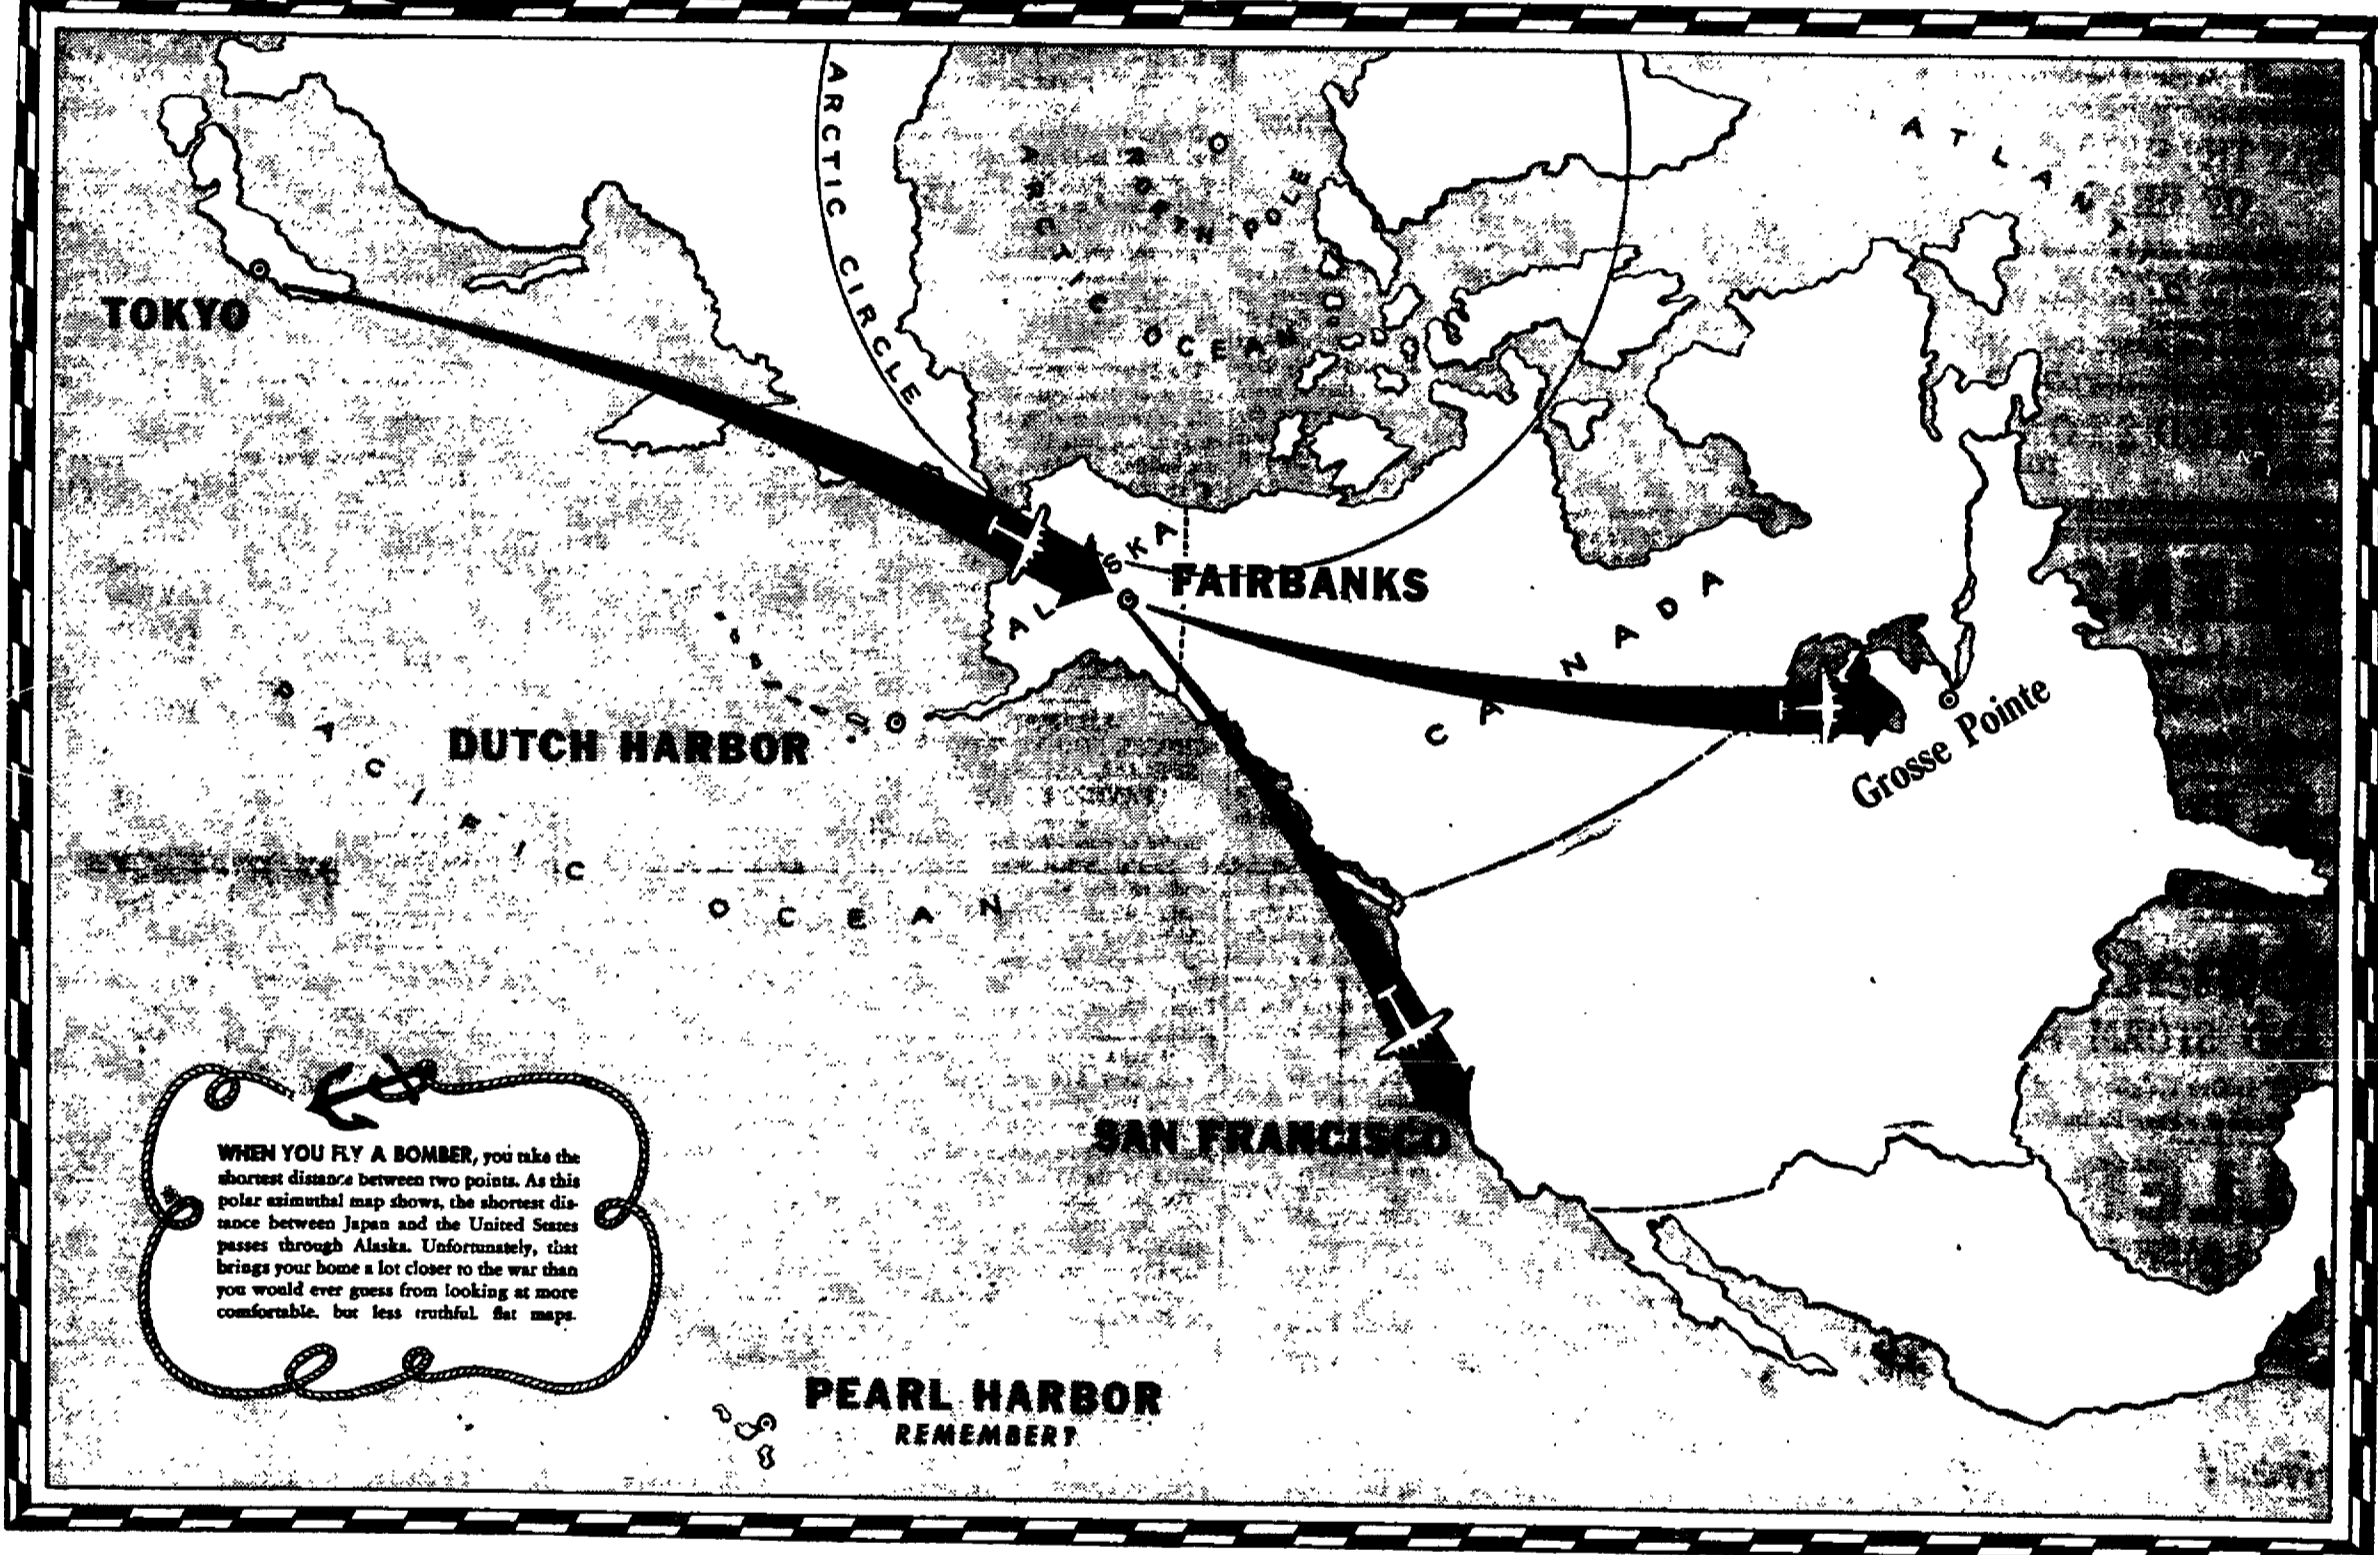 ARCTIC CIRCLE
ARCTIC OCEAN
NORTH POLE
ATLANT
TOKYO
ALASKA
FAIRBANKS
CANADA
DUTCH HARBOR
Grosse Pointe
PACIFIC
OCEAN
SAN FRANCISCO
WHEN YOU FLY A BOMBER, you take the
shortest distance between two points. As this
polar azimuthal map shows, the shortest dis-
tance between Japan and the United States
passes through Alaska. Unfortunately, that
brings your home a lot closer to the war than
you would ever guess from looking at more
comfortable, but less truthful, flat maps.
PEARL HARBOR
REMEMBER?